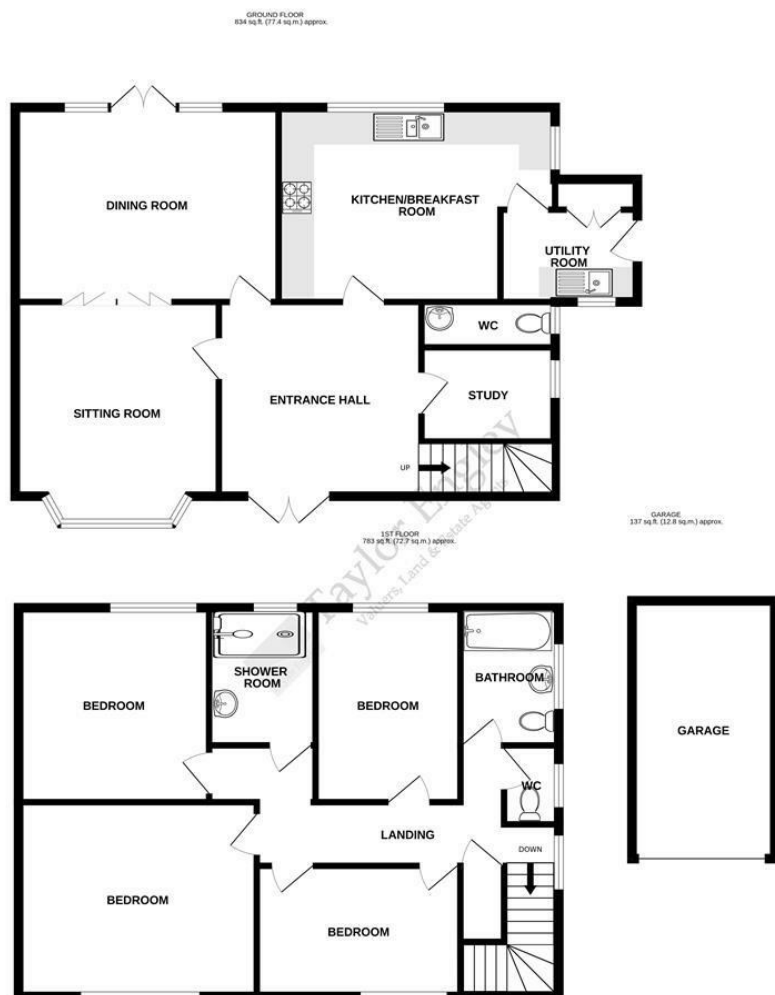 GROUND FLOOR
834 sq.ft. (77.4 sq.m.) approx.
DINING ROOM
KITCHEN/BREAKFAST
ROOM
UTILITY
ROOM
WC
SITTING ROOM
ENTRANCE HALL
STUDY
UP
1ST FLOOR
783 sq.ft. (72.7 sq.m.) approx.
GARAGE
137 sq.ft. (12.8 sq.m.) approx.
Taylor Engley
Valuers, Land & Estate Agents
BEDROOM
SHOWER
ROOM
BEDROOM
BATHROOM
WC
LANDING
DOWN
BEDROOM
BEDROOM
GARAGE